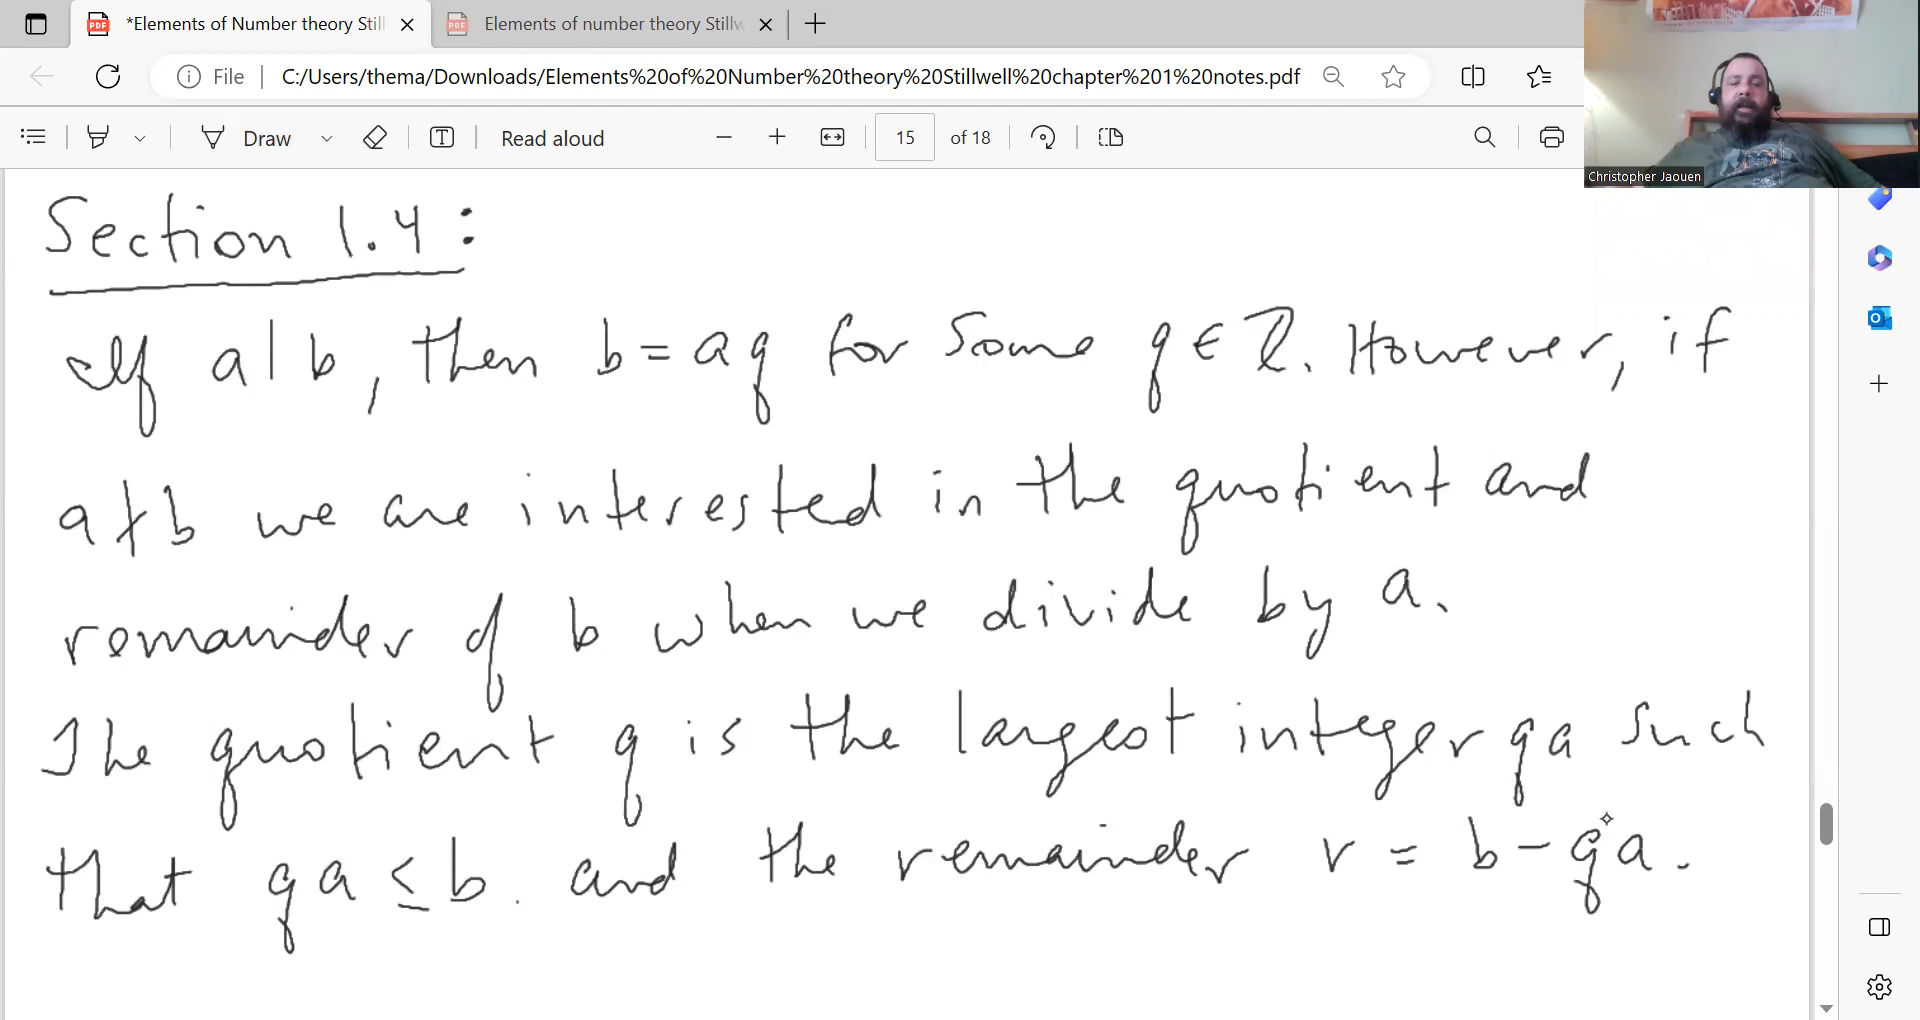 *Elements of Number theory Still
Elements of number theory Stillw
File
C:/Users/thema/Downloads/Elements%20of%20Number%20theory%20Stillwell%20chapter%201%20notes.pdf
Draw
Read aloud
15
of 18
Christopher Jaouen
Section 1.4:
If a|b, then b=aq for some q∈ℤ. However, if
a∤b we are interested in the quotient and
remainder of b when we divide by a.
The quotient q is the largest integer qa such
that qa ≤ b. and the remainder r = b - qa.